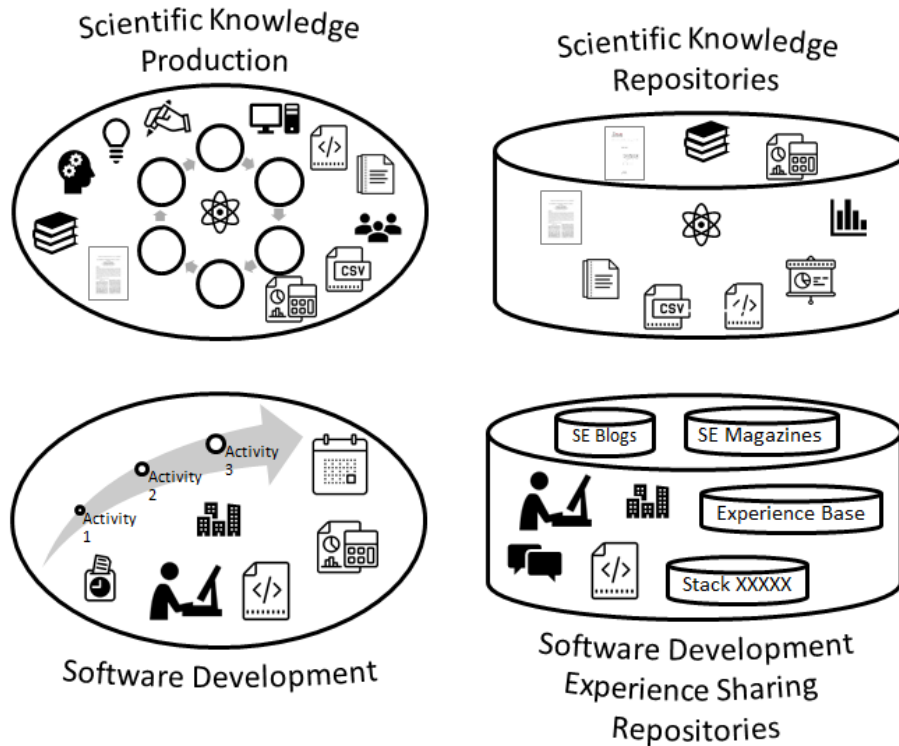 Scientific Knowledge
Production
Scientific Knowledge
Repositories
</>
CSV
CSV
</>
Activity
1
Activity
2
Activity
3
</>
Software Development
SE Blogs
SE Magazines
Experience Base
</>
Stack XXXXX
Software Development
Experience Sharing
Repositories